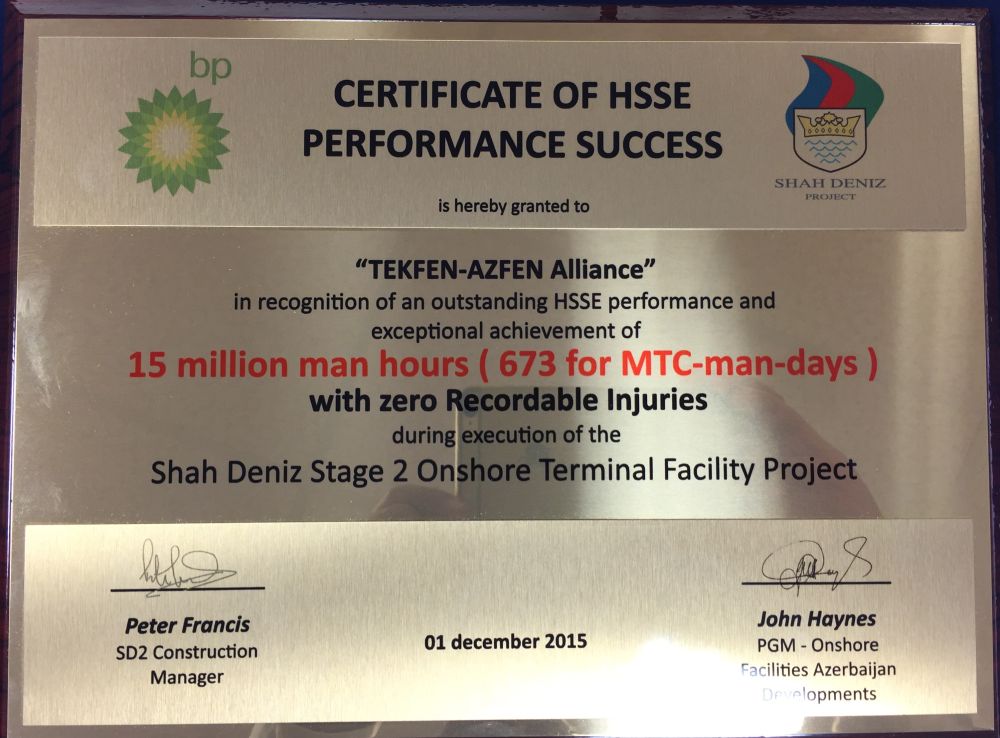 bp
CERTIFICATE OF HSSE
PERFORMANCE SUCCESS
SHAH DENIZ
PROJECT
is hereby granted to
“TEKFEN-AZFEN Alliance”
in recognition of an outstanding HSSE performance and
exceptional achievement of
15 million man hours ( 673 for MTC-man-days )
with zero Recordable Injuries
during execution of the
Shah Deniz Stage 2 Onshore Terminal Facility Project
Peter Francis
SD2 Construction
Manager
01 december 2015
John Haynes
PGM - Onshore
Facilities Azerbaijan
Developments